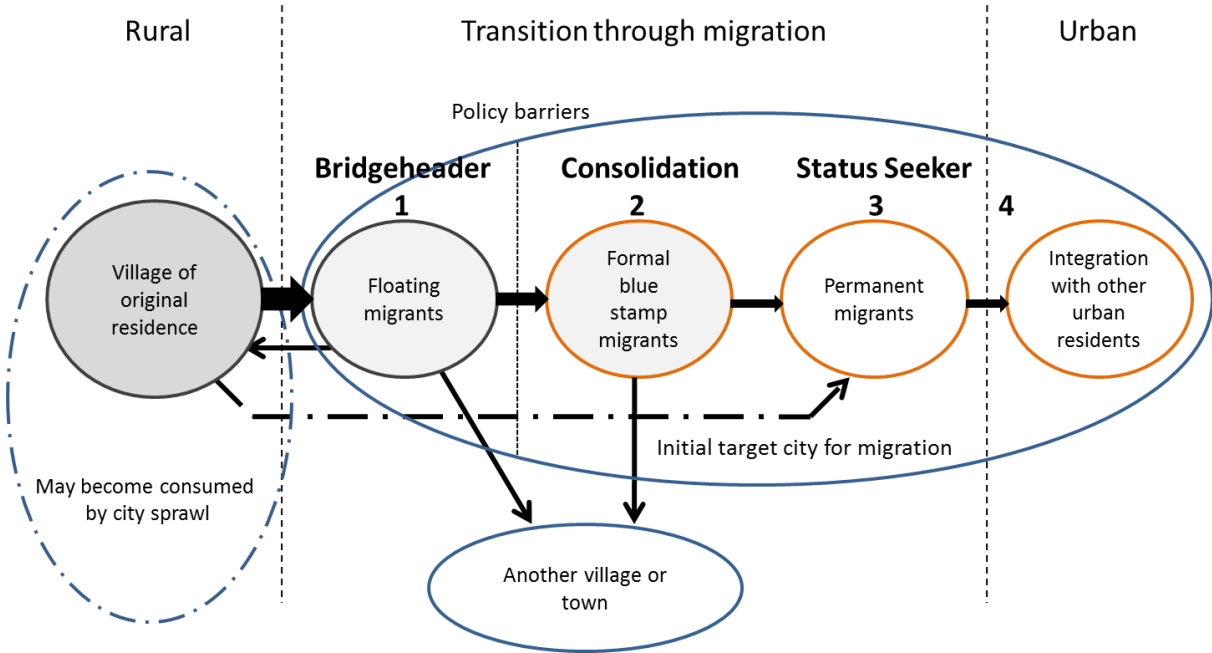 Rural
Transition through migration
Urban
Policy barriers
Bridgeheader
1
Consolidation
2
Status Seeker
3
4
Village of
original
residence
Floating
migrants
Formal
blue
stamp
migrants
Permanent
migrants
Integration
with other
urban
residents
Initial target city for migration
May become consumed
by city sprawl
Another village or
town